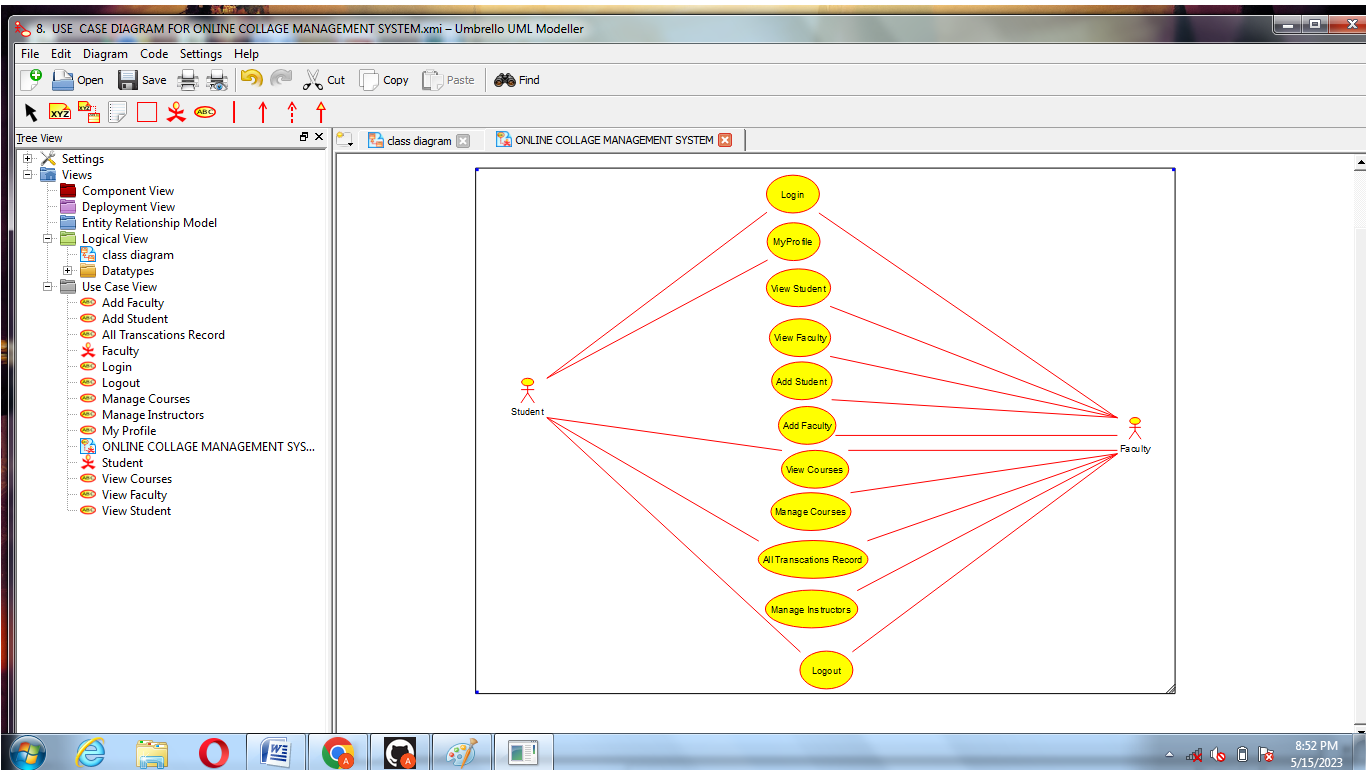 8. USE CASE DIAGRAM FOR ONLINE COLLAGE MANAGEMENT SYSTEM.xmi – Umbrello UML Modeller
File Edit Diagram Code Settings Help
Open Save Cut Copy Paste Find
XYZ XYZ ABC
Tree View
class diagram ONLINE COLLAGE MANAGEMENT SYSTEM
Settings
Views
Component View
Deployment View
Entity Relationship Model
Logical View
class diagram
Datatypes
Use Case View
Add Faculty
Add Student
All Transcations Record
Faculty
Login
Logout
Manage Courses
Manage Instructors
My Profile
ONLINE COLLAGE MANAGEMENT SYS...
Student
View Courses
View Faculty
View Student
Login
MyProfile
View Student
View Faculty
Add Student
Student
Add Faculty
Faculty
View Courses
Manage Courses
All Transcations Record
Manage Instructors
Logout
8:52 PM
5/15/2023